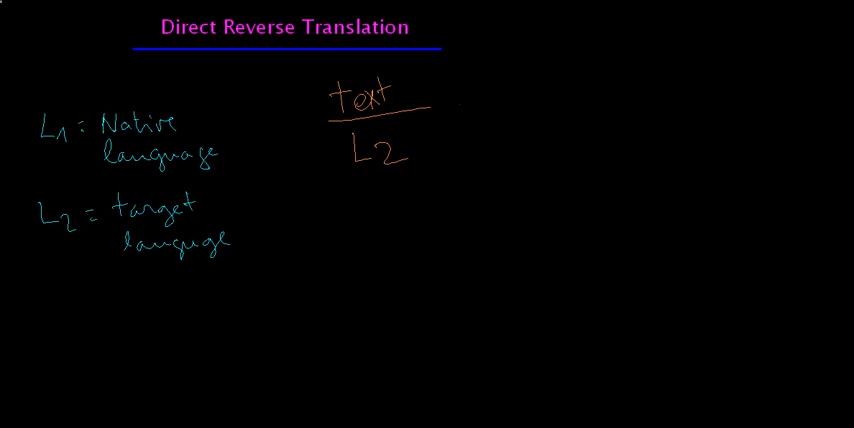 Direct Reverse Translation
L1 : Native
language
L2 = target
language
text
L2